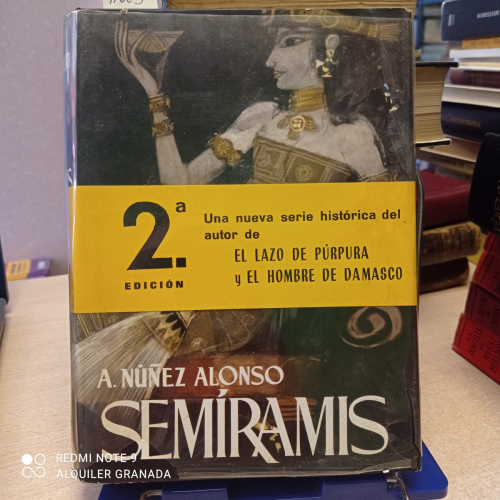 2.ª
EDICIÓN
Una nueva serie histórica del
autor de
EL LAZO DE PÚRPURA
y EL HOMBRE DE DAMASCO
A. NÚÑEZ ALONSO
SEMÍRAMIS
REDMI NOTE 9
ALQUILER GRANADA